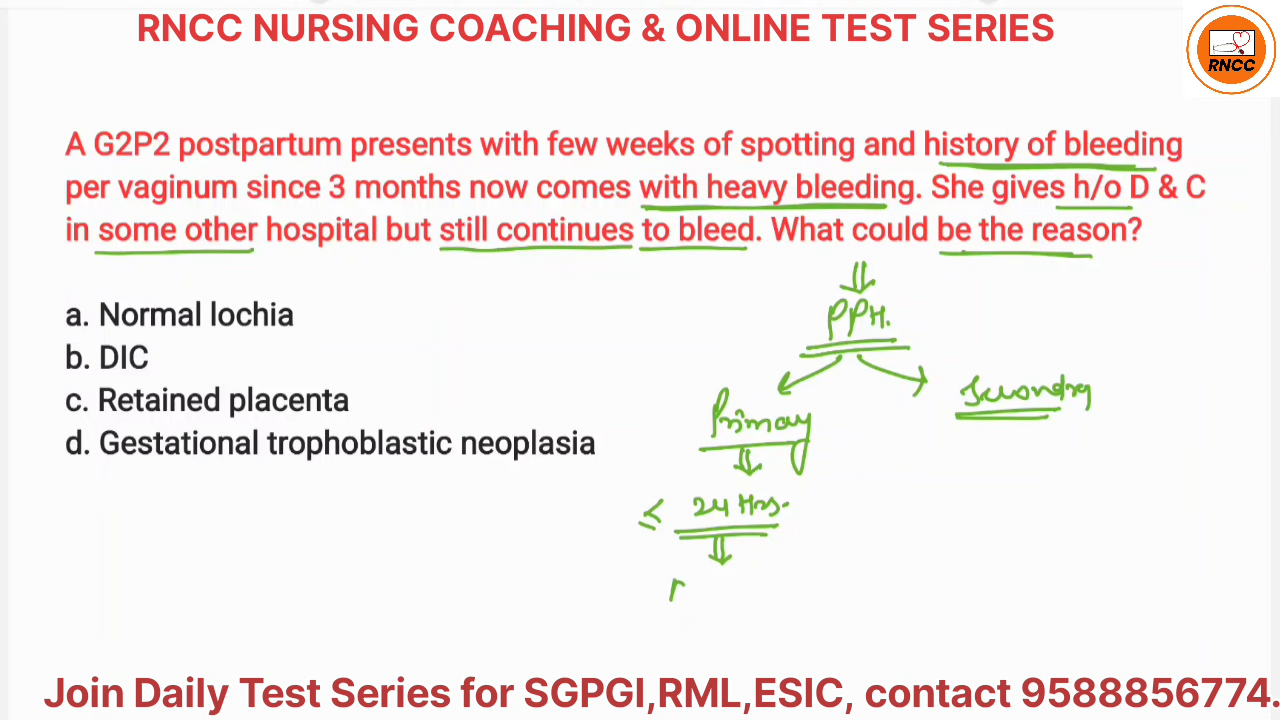 RNCC NURSING COACHING & ONLINE TEST SERIES
RNCC
A G2P2 postpartum presents with few weeks of spotting and history of bleeding
per vaginum since 3 months now comes with heavy bleeding. She gives h/o D & C
in some other hospital but still continues to bleed. What could be the reason?
a. Normal lochia
b. DIC
c. Retained placenta
d. Gestational trophoblastic neoplasia
PPH.
Primary
Secondry
≤ 24 Hrs.
Join Daily Test Series for SGPGI,RML,ESIC, contact 9588856774.